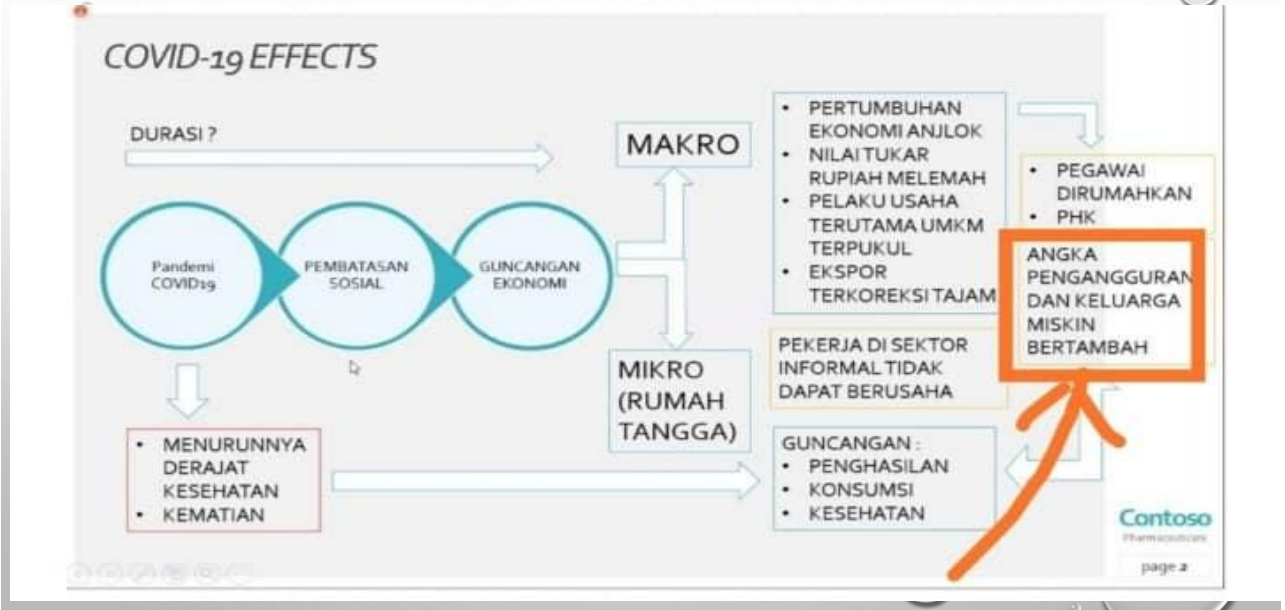 COVID-19 EFFECTS
DURASI ?
Pandemi
COVID19
PEMBATASAN
SOSIAL
GUNCANGAN
EKONOMI
• MENURUNNYA
DERAJAT
KESEHATAN
• KEMATIAN
MAKRO
MIKRO
(RUMAH
TANGGA)
• PERTUMBUHAN
EKONOMI ANJLOK
• NILAI TUKAR
RUPIAH MELEMAH
• PELAKU USAHA
TERUTAMA UMKM
TERPUKUL
• EKSPOR
TERKOREKSI TAJAM
PEKERJA DI SEKTOR
INFORMAL TIDAK
DAPAT BERUSAHA
GUNCANGAN :
• PENGHASILAN
• KONSUMSI
• KESEHATAN
• PEGAWAI
DIRUMAHKAN
• PHK
ANGKA
PENGANGGURAN
DAN KELUARGA
MISKIN
BERTAMBAH
Contoso
Pharmaceuticals
page 2